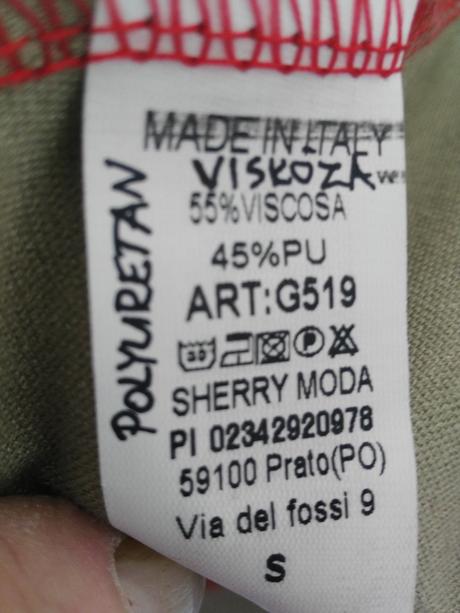 MADE IN ITALY
VISKOZA
55%VISCOSA
45%PU
ART:G519
30 P
SHERRY MODA
PI 02342920978
59100 Prato(PO)
Via del fossi 9
S
POLYURETAN